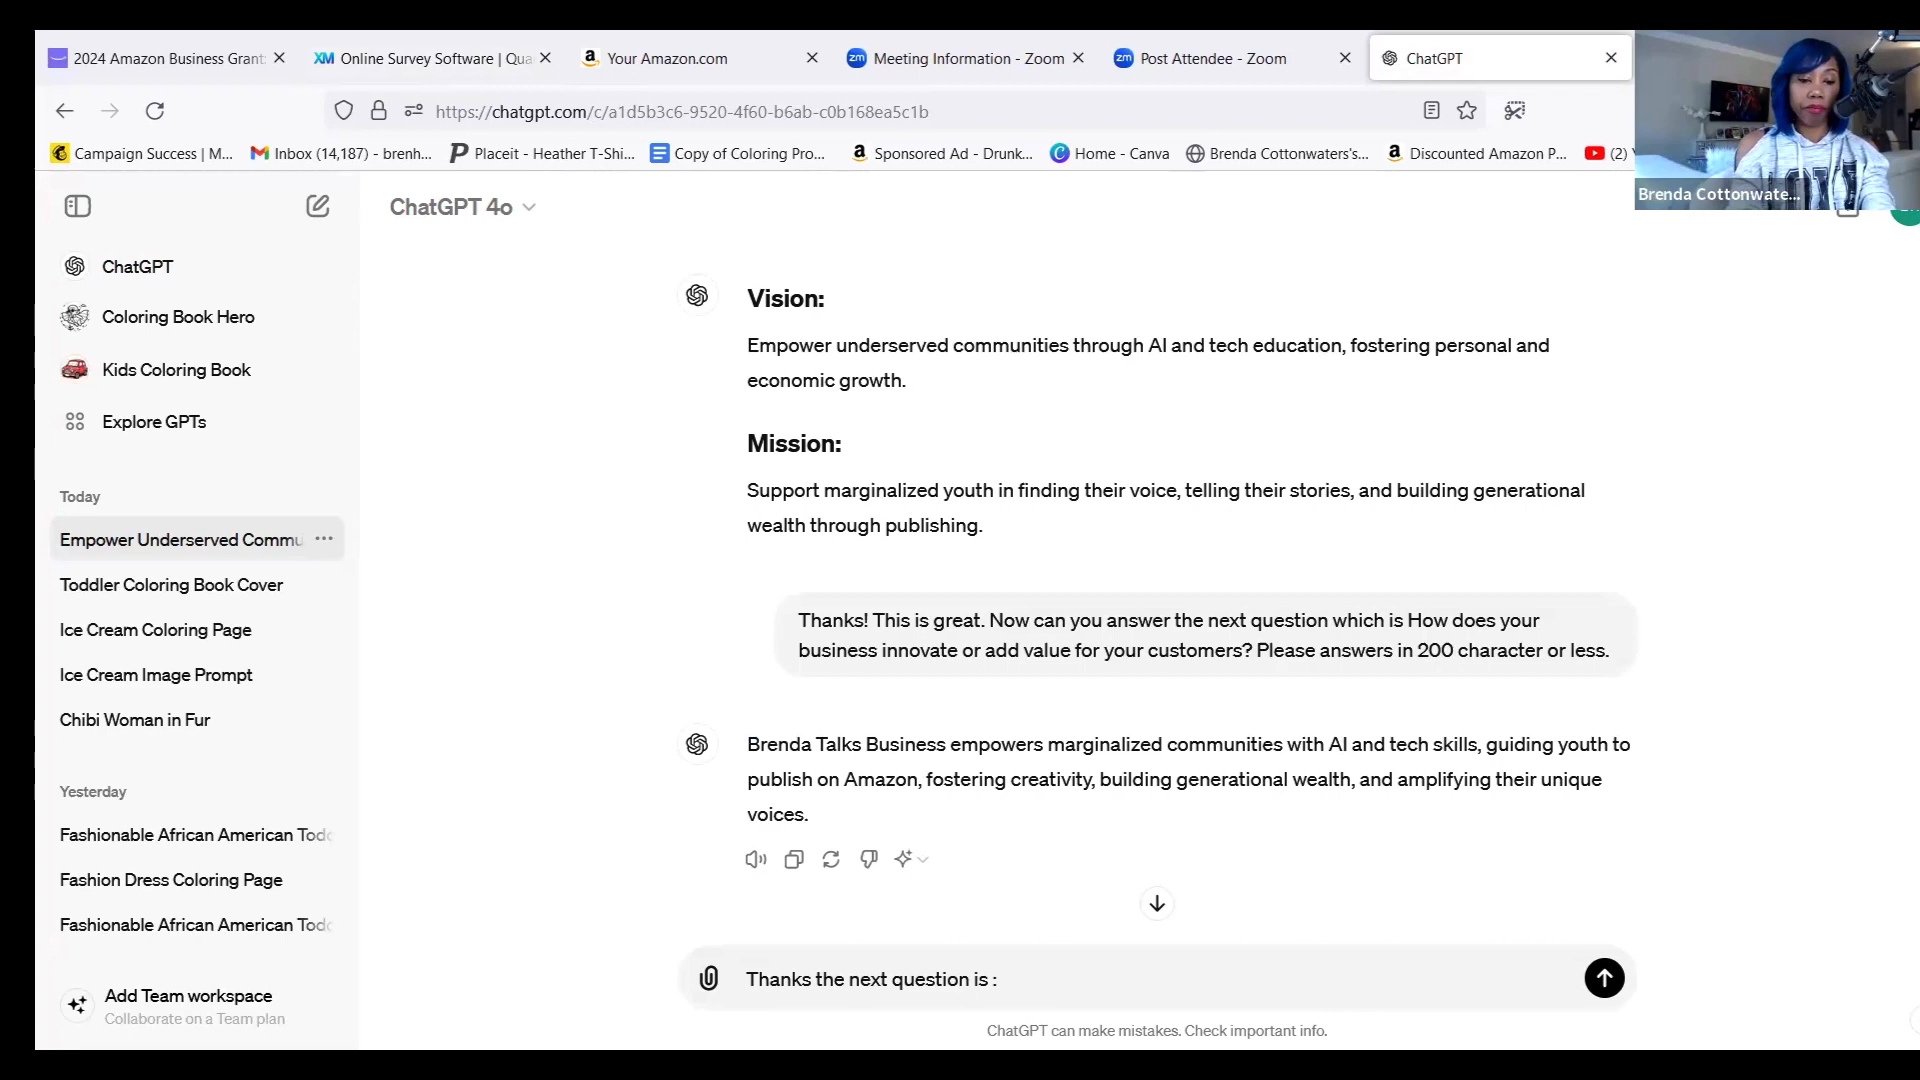 2024 Amazon Business Grant:
XM Online Survey Software | Qua
a Your Amazon.com
zm Meeting Information - Zoom
zm Post Attendee - Zoom
ChatGPT
https://chatgpt.com/c/a1d5b3c6-9520-4f60-b6ab-c0b168ea5c1b
Campaign Success | M...
Inbox (14,187) - brenh...
Placeit - Heather T-Shi...
Copy of Coloring Pro...
Sponsored Ad - Drunk...
Home - Canva
Brenda Cottonwaters's...
Discounted Amazon P...
(2)
Brenda Cottonwate...
ChatGPT 4o
ChatGPT
Coloring Book Hero
Kids Coloring Book
Explore GPTs
Today
Empower Underserved Commu
Toddler Coloring Book Cover
Ice Cream Coloring Page
Ice Cream Image Prompt
Chibi Woman in Fur
Yesterday
Fashionable African American Todd
Fashion Dress Coloring Page
Fashionable African American Todd
Add Team workspace
Collaborate on a Team plan
Vision:
Empower underserved communities through AI and tech education, fostering personal and
economic growth.
Mission:
Support marginalized youth in finding their voice, telling their stories, and building generational
wealth through publishing.
Thanks! This is great. Now can you answer the next question which is How does your
business innovate or add value for your customers? Please answers in 200 character or less.
Brenda Talks Business empowers marginalized communities with AI and tech skills, guiding youth to
publish on Amazon, fostering creativity, building generational wealth, and amplifying their unique
voices.
Thanks the next question is :
ChatGPT can make mistakes. Check important info.